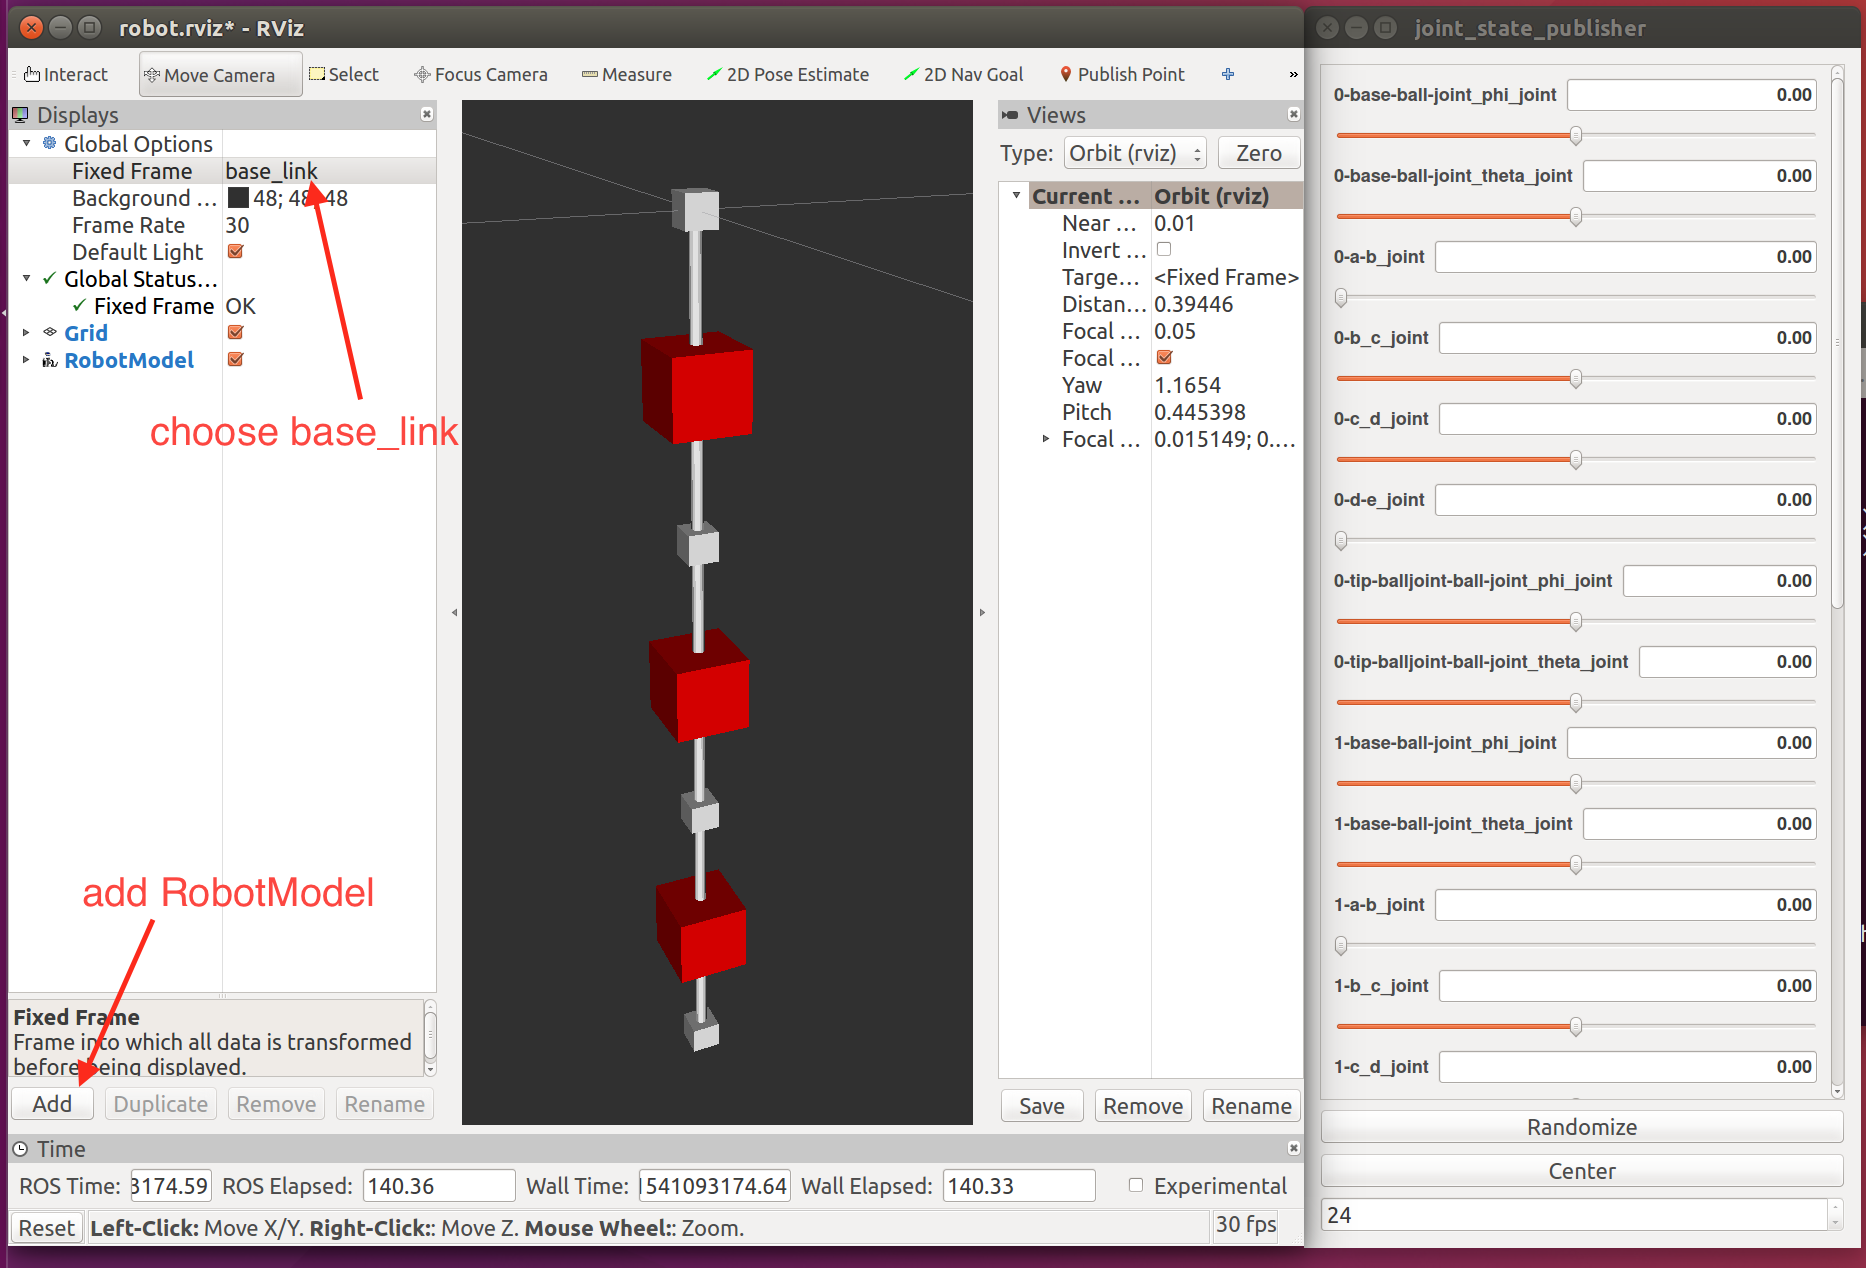 robot.rviz* - RViz
Interact Move Camera Select Focus Camera Measure 2D Pose Estimate 2D Nav Goal Publish Point »
Displays
Global Options
Fixed Frame base_link
Background ... 48; 48; 48
Frame Rate 30
Default Light
Global Status...
Fixed Frame OK
Grid
RobotModel
choose base_link
add RobotModel
Fixed Frame
Frame into which all data is transformed
before being displayed.
Add Duplicate Remove Rename
Views
Type: Orbit (rviz) Zero
Current ... Orbit (rviz)
Near ... 0.01
Invert ...
Targe... <Fixed Frame>
Distan... 0.39446
Focal ... 0.05
Focal ...
Yaw 1.1654
Pitch 0.445398
Focal ... 0.015149; 0....
Save Remove Rename
Time
ROS Time: 3174.59 ROS Elapsed: 140.36 Wall Time: 1541093174.64 Wall Elapsed: 140.33 Experimental
Reset Left-Click: Move X/Y. Right-Click:: Move Z. Mouse Wheel:: Zoom. 30 fps
joint_state_publisher
0-base-ball-joint_phi_joint 0.00
0-base-ball-joint_theta_joint 0.00
0-a-b_joint 0.00
0-b_c_joint 0.00
0-c_d_joint 0.00
0-d-e_joint 0.00
0-tip-balljoint-ball-joint_phi_joint 0.00
0-tip-balljoint-ball-joint_theta_joint 0.00
1-base-ball-joint_phi_joint 0.00
1-base-ball-joint_theta_joint 0.00
1-a-b_joint 0.00
1-b_c_joint 0.00
1-c_d_joint 0.00
Randomize
Center
24